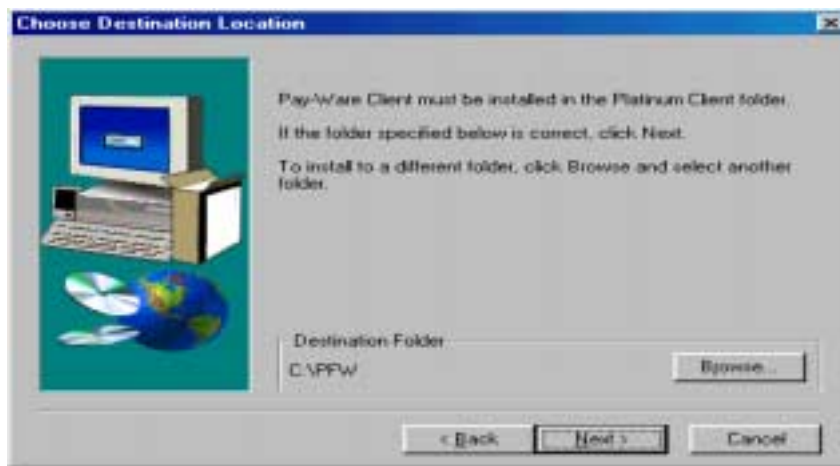 Choose Destination Location
Pay-Ware Client must be installed in the Platinum Client folder.
If the folder specified below is correct, click Next.
To install to a different folder, click Browse and select another
folder.
Destination Folder
C:\PFW
Browse...
< Back
Next >
Cancel